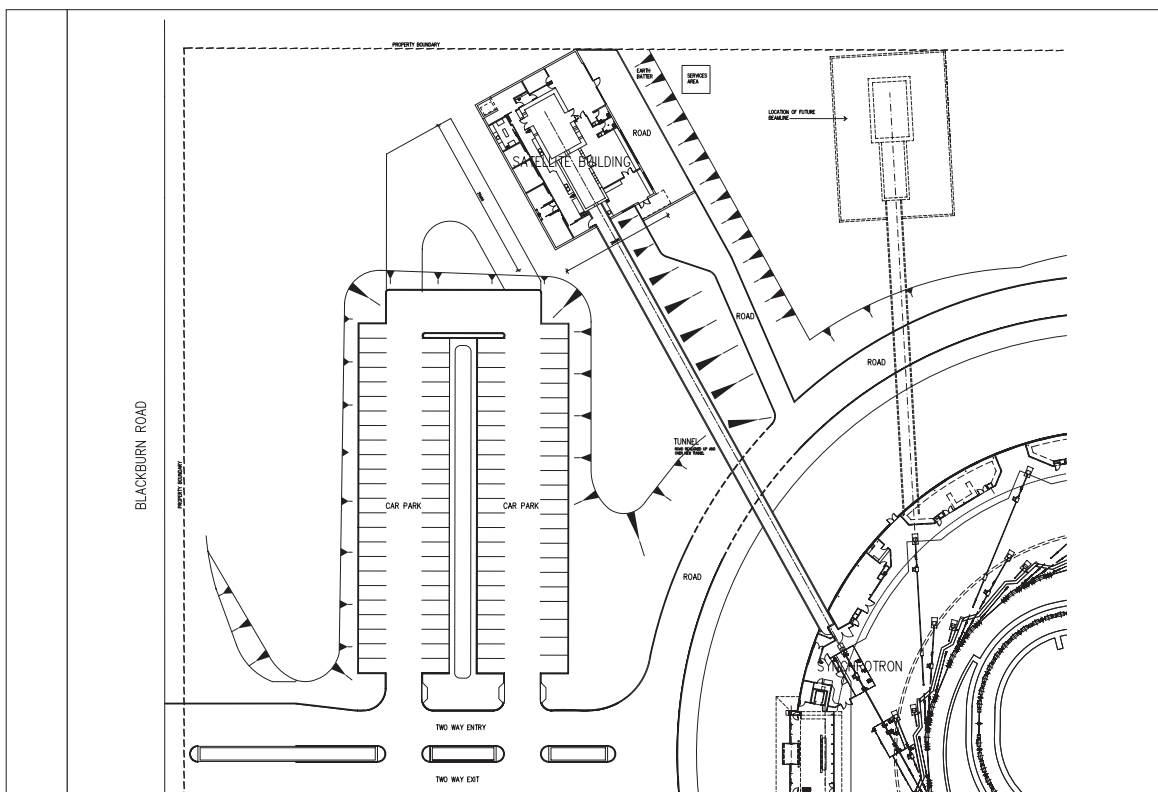 PROPERTY BOUNDARY
EARTH
BATTER
SERVICES
AREA
LOCATION OF FUTURE
BEAMLINE
ROAD
SATELLITE BUILDING
ROAD
ROAD
BLACKBURN ROAD
PROPERTY BOUNDARY
TUNNEL
CAR PARK
CAR PARK
ROAD
SYNCHROTRON
TWO WAY ENTRY
TWO WAY EXIT